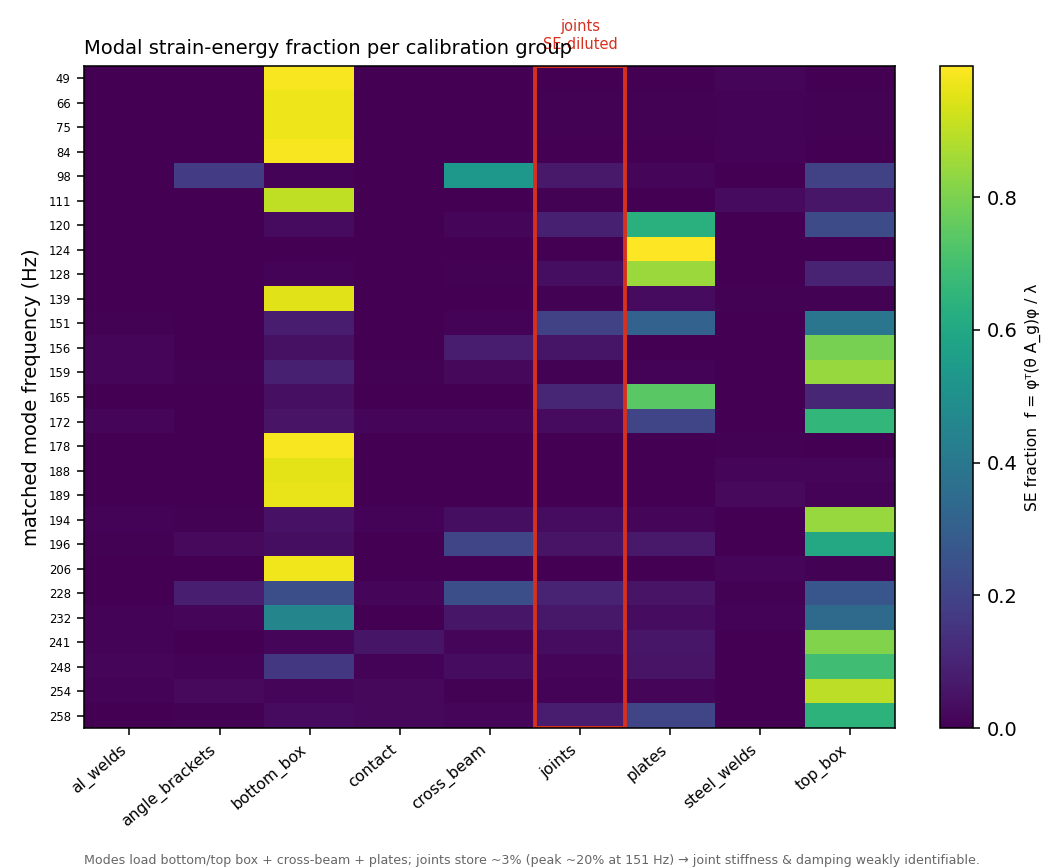 joints
SE diluted
Modal strain-energy fraction per calibration group
matched mode frequency (Hz)
49
66
75
84
98
111
120
124
128
139
151
156
159
165
172
178
188
189
194
196
206
228
232
241
248
254
258
al_welds
angle_brackets
bottom_box
contact
cross_beam
joints
plates
steel_welds
top_box
0.8
0.6
0.4
0.2
0.0
SE fraction f = φᵀ(θ A_g)φ / λ
Modes load bottom/top box + cross-beam + plates; joints store ~3% (peak ~20% at 151 Hz) → joint stiffness & damping weakly identifiable.